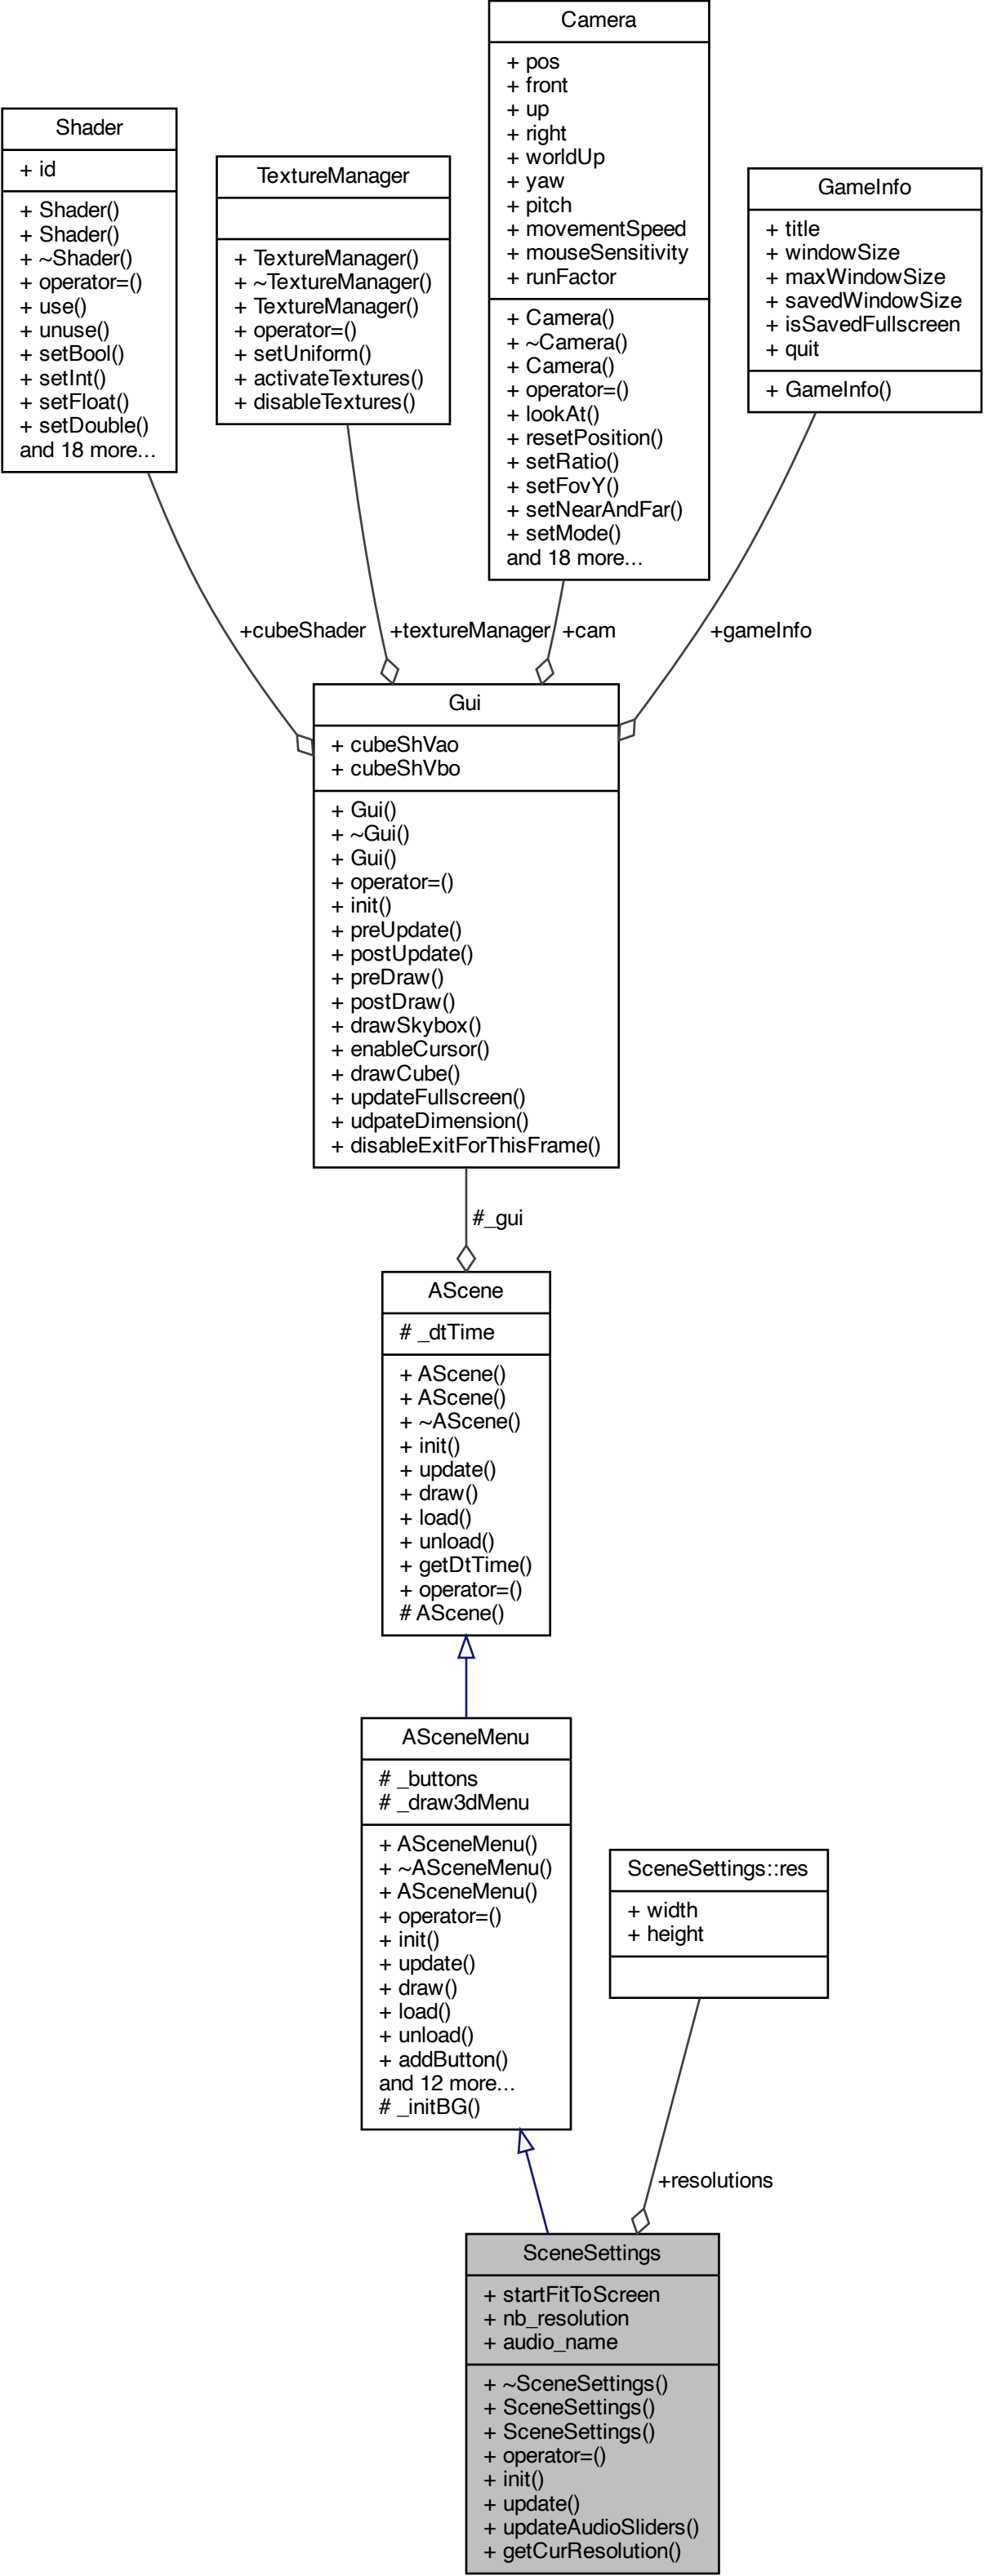 Camera
+ pos
+ front
+ up
+ right
+ worldUp
+ yaw
+ pitch
+ movementSpeed
+ mouseSensitivity
+ runFactor
+ Camera()
+ ~Camera()
+ Camera()
+ operator=()
+ lookAt()
+ resetPosition()
+ setRatio()
+ setFovY()
+ setNearAndFar()
+ setMode()
and 18 more...
Shader
+ id
+ Shader()
+ Shader()
+ ~Shader()
+ operator=()
+ use()
+ unuse()
+ setBool()
+ setInt()
+ setFloat()
+ setDouble()
and 18 more...
TextureManager
+ TextureManager()
+ ~TextureManager()
+ TextureManager()
+ operator=()
+ setUniform()
+ activateTextures()
+ disableTextures()
GameInfo
+ title
+ windowSize
+ maxWindowSize
+ savedWindowSize
+ isSavedFullscreen
+ quit
+ GameInfo()
+cubeShader
+textureManager
+cam
+gameInfo
Gui
+ cubeShVao
+ cubeShVbo
+ Gui()
+ ~Gui()
+ Gui()
+ operator=()
+ init()
+ preUpdate()
+ postUpdate()
+ preDraw()
+ postDraw()
+ drawSkybox()
+ enableCursor()
+ drawCube()
+ updateFullscreen()
+ udpateDimension()
+ disableExitForThisFrame()
#_gui
AScene
# _dtTime
+ AScene()
+ AScene()
+ ~AScene()
+ init()
+ update()
+ draw()
+ load()
+ unload()
+ getDtTime()
+ operator=()
# AScene()
ASceneMenu
# _buttons
# _draw3dMenu
+ ASceneMenu()
+ ~ASceneMenu()
+ ASceneMenu()
+ operator=()
+ init()
+ update()
+ draw()
+ load()
+ unload()
+ addButton()
and 12 more...
# _initBG()
SceneSettings::res
+ width
+ height
+resolutions
SceneSettings
+ startFitToScreen
+ nb_resolution
+ audio_name
+ ~SceneSettings()
+ SceneSettings()
+ SceneSettings()
+ operator=()
+ init()
+ update()
+ updateAudioSliders()
+ getCurResolution()